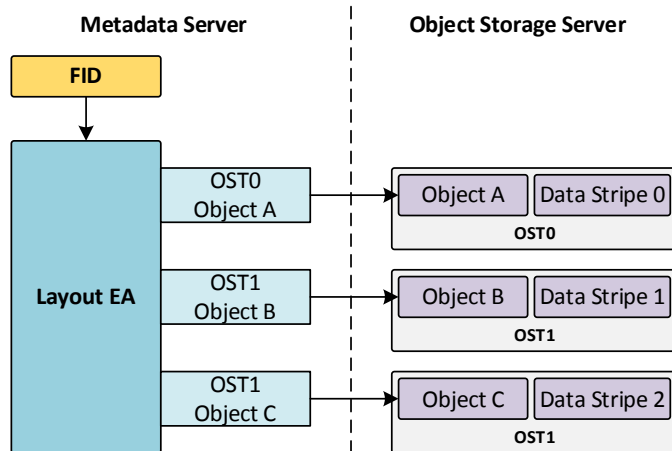 Metadata Server
Object Storage Server
FID
Layout EA
OST0
Object A
Object A
Data Stripe 0
OST0
OST1
Object B
Object B
Data Stripe 1
OST1
OST1
Object C
Object C
Data Stripe 2
OST1